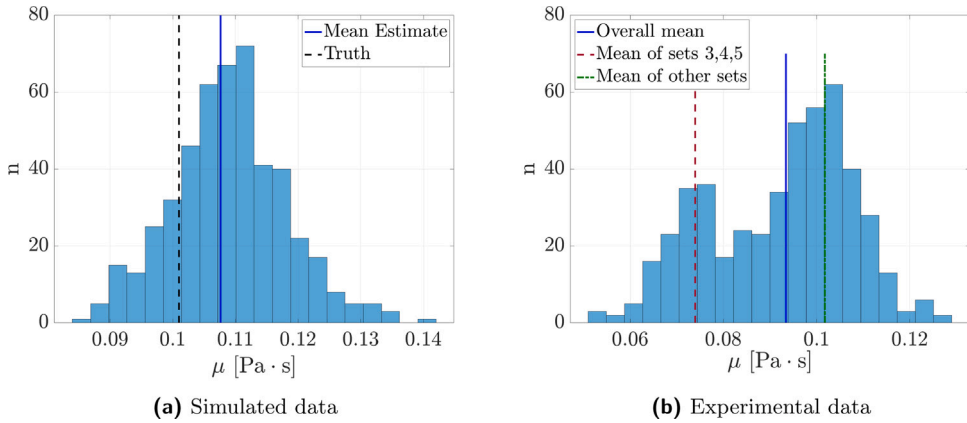 80
60
40
20
0
n
Mean Estimate
Truth
0.09
0.1
0.11
0.12
0.13
0.14
μ [Pa · s]
(a) Simulated data
80
60
40
20
0
n
Overall mean
Mean of sets 3,4,5
Mean of other sets
0.06
0.08
0.1
0.12
μ [Pa · s]
(b) Experimental data